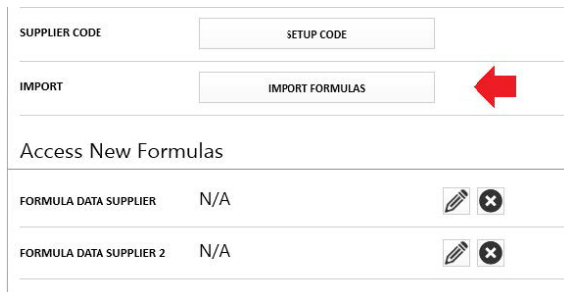 SUPPLIER CODE SETUP CODE
IMPORT IMPORT FORMULAS
Access New Formulas
FORMULA DATA SUPPLIER N/A
FORMULA DATA SUPPLIER 2 N/A